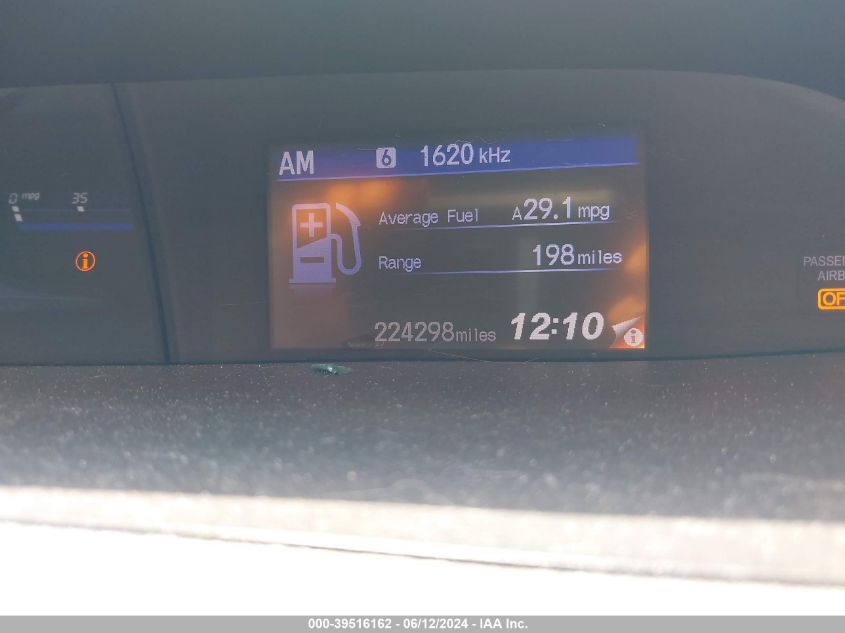 AM 6 1620 kHz
0 mpg 35
Average Fuel A29.1 mpg
Range 198 miles
PASSEN
AIRB
OF
224298 miles 12:10
000-39516162 - 06/12/2024 - IAA Inc.